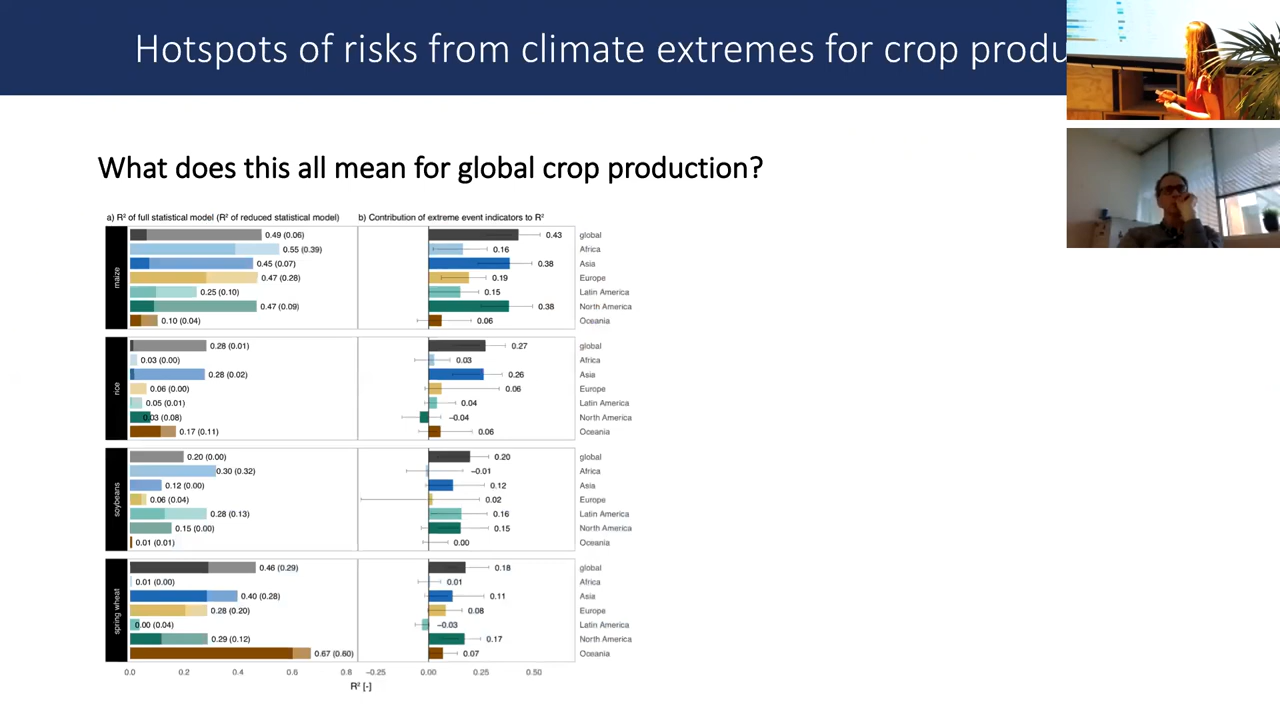 Hotspots of risks from climate extremes for crop produ
What does this all mean for global crop production?
a) R² of full statistical model (R² of reduced statistical model)
b) Contribution of extreme event indicators to R²
maize
0.49 (0.06) 0.43 global
0.55 (0.39) 0.16 Africa
0.45 (0.07) 0.38 Asia
0.47 (0.28) 0.19 Europe
0.25 (0.10) 0.15 Latin America
0.47 (0.09) 0.38 North America
0.10 (0.04) 0.06 Oceania
rice
0.28 (0.01) 0.27 global
0.03 (0.00) 0.03 Africa
0.28 (0.02) 0.26 Asia
0.06 (0.00) 0.06 Europe
0.05 (0.01) 0.04 Latin America
0.03 (0.08) −0.04 North America
0.17 (0.11) 0.06 Oceania
soybeans
0.20 (0.00) 0.20 global
0.30 (0.32) −0.01 Africa
0.12 (0.00) 0.12 Asia
0.06 (0.04) 0.02 Europe
0.28 (0.13) 0.16 Latin America
0.15 (0.00) 0.15 North America
0.01 (0.01) 0.00 Oceania
spring wheat
0.46 (0.29) 0.18 global
0.01 (0.00) 0.01 Africa
0.40 (0.28) 0.11 Asia
0.28 (0.20) 0.08 Europe
0.00 (0.04) −0.03 Latin America
0.29 (0.12) 0.17 North America
0.67 (0.60) 0.07 Oceania
0.0 0.2 0.4 0.6 0.8 −0.25 0.00 0.25 0.50
R² [-]